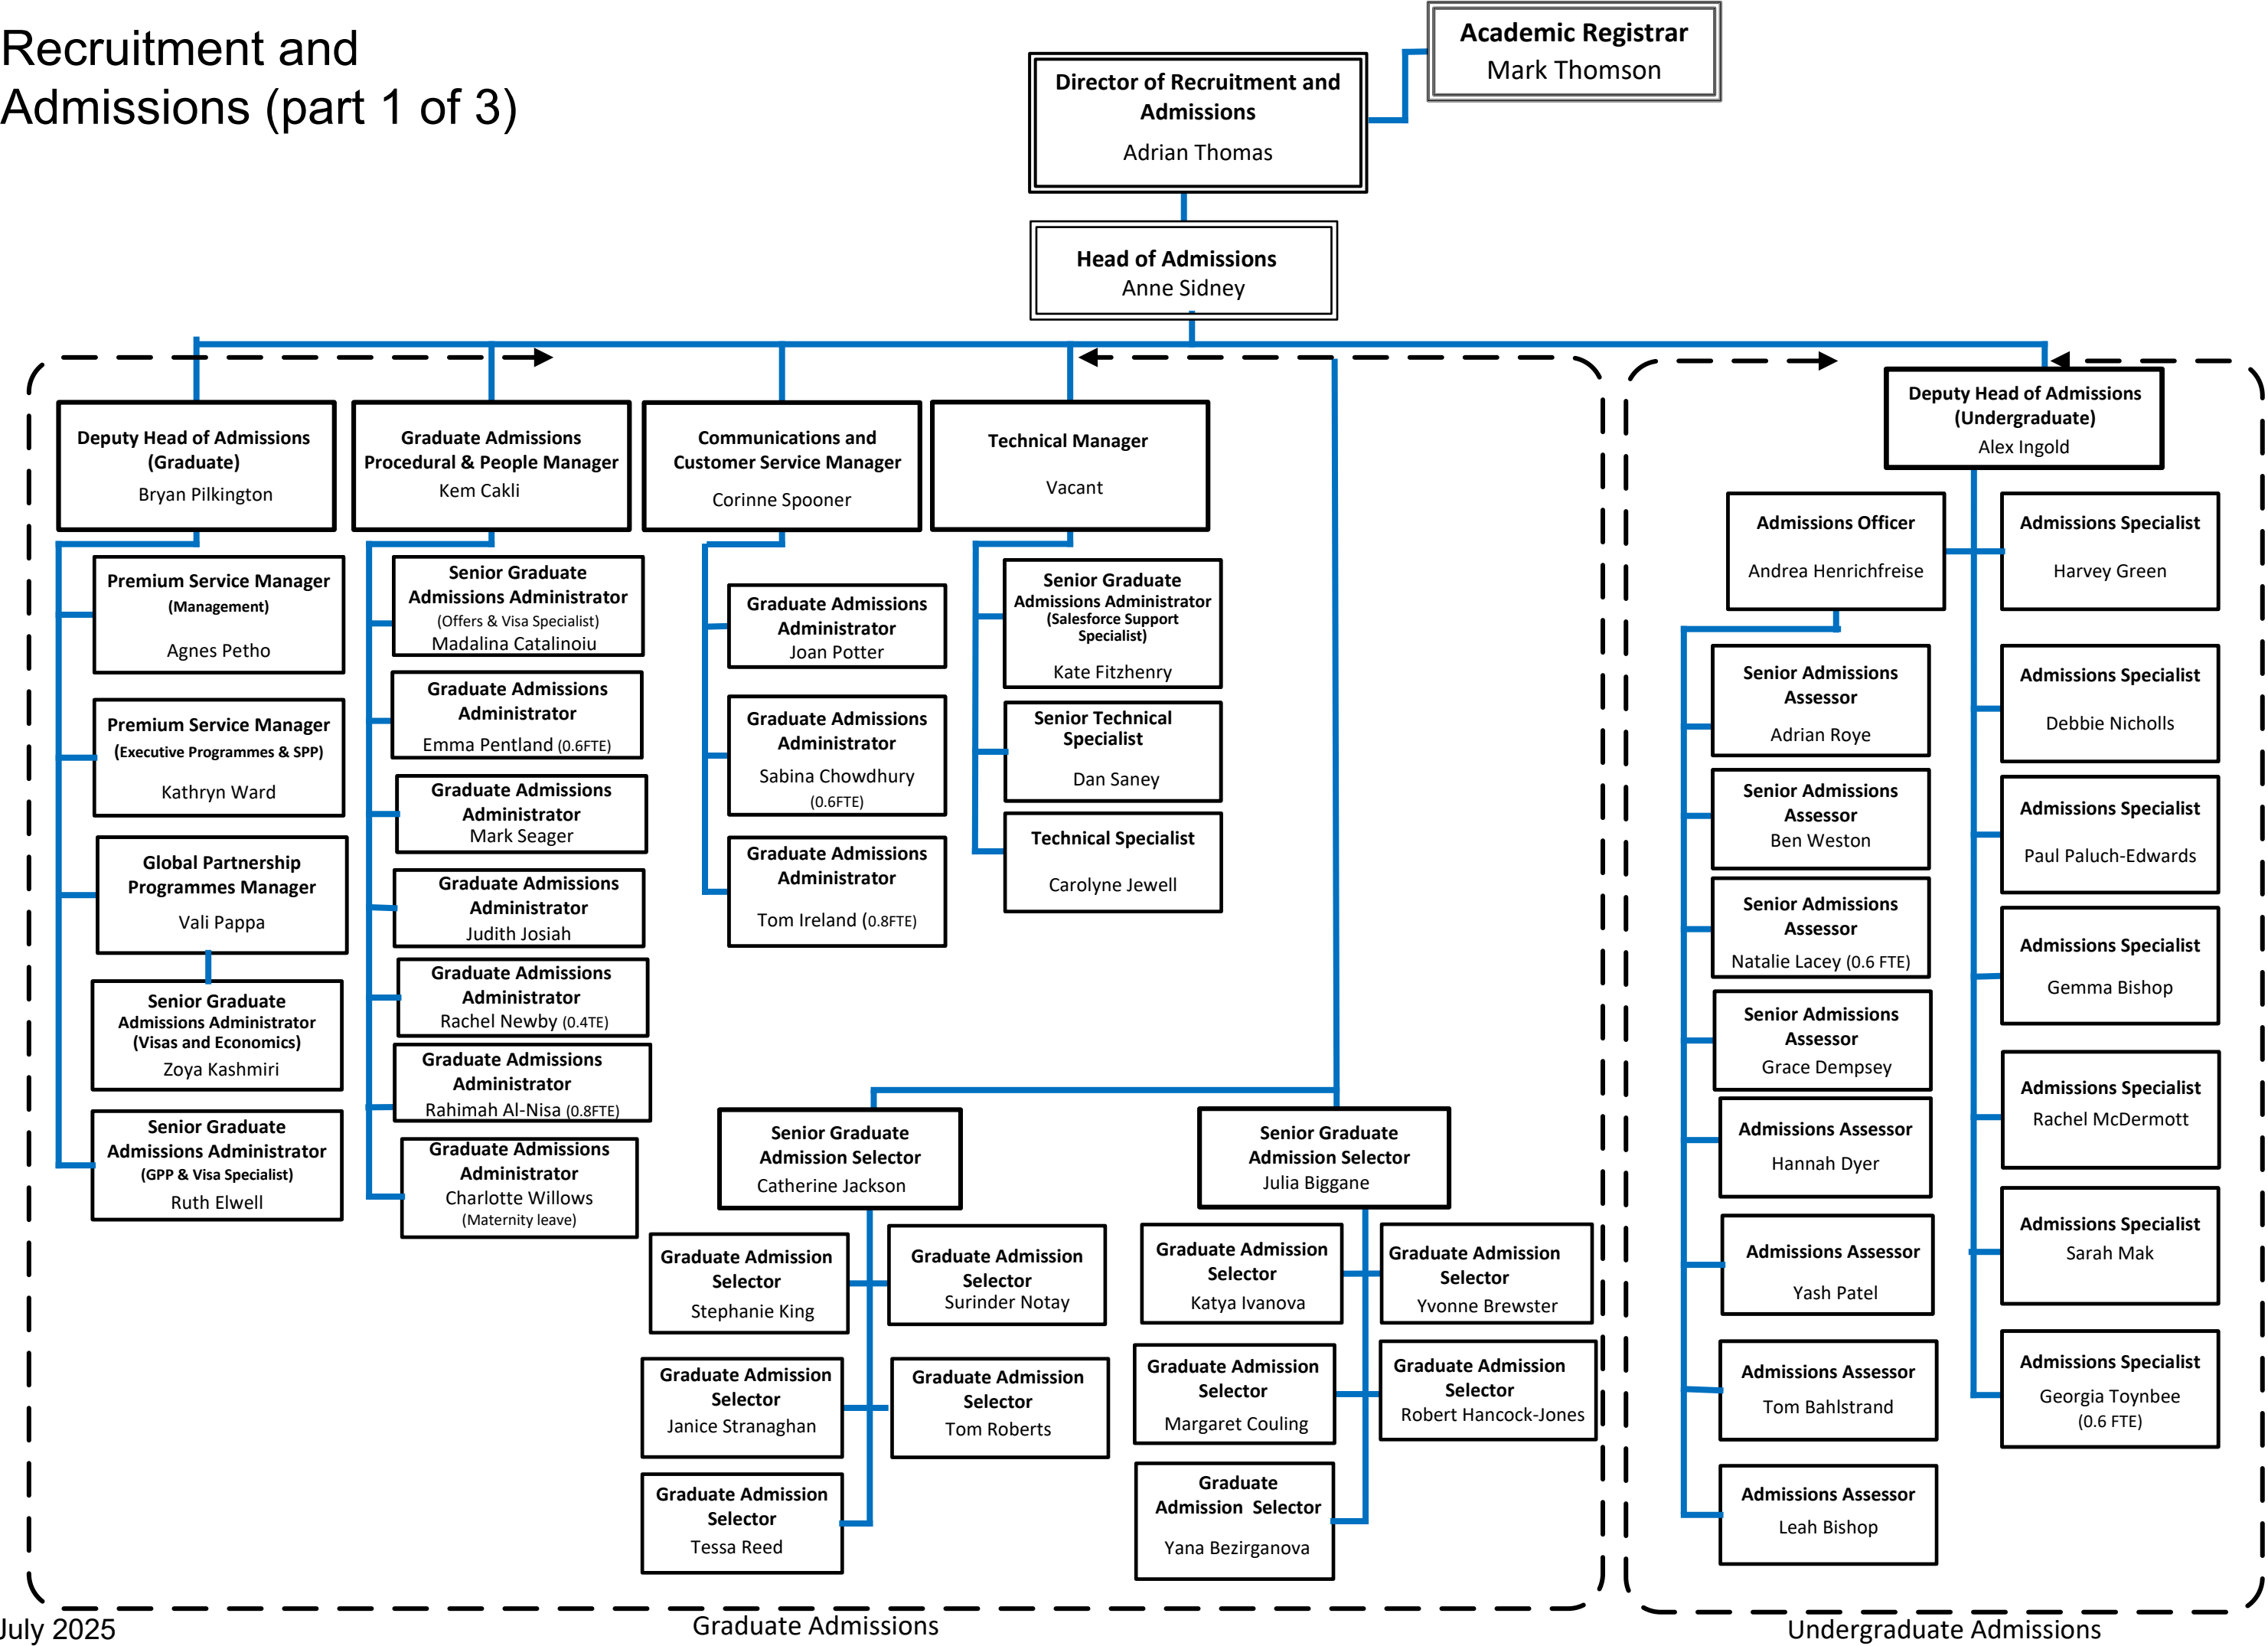 Recruitment and
Admissions (part 1 of 3)
Academic Registrar
Mark Thomson
Director of Recruitment and
Admissions
Adrian Thomas
Head of Admissions
Anne Sidney
Deputy Head of Admissions
(Graduate)
Bryan Pilkington
Premium Service Manager
(Management)
Agnes Petho
Premium Service Manager
(Executive Programmes & SPP)
Kathryn Ward
Global Partnership
Programmes Manager
Vali Pappa
Senior Graduate
Admissions Administrator
(Visas and Economics)
Zoya Kashmiri
Senior Graduate
Admissions Administrator
(GPP & Visa Specialist)
Ruth Elwell
Graduate Admissions
Procedural & People Manager
Kem Cakli
Senior Graduate
Admissions Administrator
(Offers & Visa Specialist)
Madalina Catalinoiu
Graduate Admissions
Administrator
Emma Pentland (0.6FTE)
Graduate Admissions
Administrator
Mark Seager
Graduate Admissions
Administrator
Judith Josiah
Graduate Admissions
Administrator
Rachel Newby (0.4TE)
Graduate Admissions
Administrator
Rahimah Al-Nisa (0.8FTE)
Graduate Admissions
Administrator
Charlotte Willows
(Maternity leave)
Communications and
Customer Service Manager
Corinne Spooner
Graduate Admissions
Administrator
Joan Potter
Graduate Admissions
Administrator
Sabina Chowdhury
(0.6FTE)
Graduate Admissions
Administrator
Tom Ireland (0.8FTE)
Technical Manager
Vacant
Senior Graduate
Admissions Administrator
(Salesforce Support
Specialist)
Kate Fitzhenry
Senior Technical
Specialist
Dan Saney
Technical Specialist
Carolyne Jewell
Senior Graduate
Admission Selector
Catherine Jackson
Graduate Admission
Selector
Stephanie King
Graduate Admission
Selector
Surinder Notay
Graduate Admission
Selector
Janice Stranaghan
Graduate Admission
Selector
Tom Roberts
Graduate Admission
Selector
Tessa Reed
Senior Graduate
Admission Selector
Julia Biggane
Graduate Admission
Selector
Katya Ivanova
Graduate Admission
Selector
Yvonne Brewster
Graduate Admission
Selector
Margaret Couling
Graduate Admission
Selector
Robert Hancock-Jones
Graduate
Admission Selector
Yana Bezirganova
Deputy Head of Admissions
(Undergraduate)
Alex Ingold
Admissions Officer
Andrea Henrichfreise
Senior Admissions
Assessor
Adrian Roye
Senior Admissions
Assessor
Ben Weston
Senior Admissions
Assessor
Natalie Lacey (0.6 FTE)
Senior Admissions
Assessor
Grace Dempsey
Admissions Assessor
Hannah Dyer
Admissions Assessor
Yash Patel
Admissions Assessor
Tom Bahlstrand
Admissions Assessor
Leah Bishop
Admissions Specialist
Harvey Green
Admissions Specialist
Debbie Nicholls
Admissions Specialist
Paul Paluch-Edwards
Admissions Specialist
Gemma Bishop
Admissions Specialist
Rachel McDermott
Admissions Specialist
Sarah Mak
Admissions Specialist
Georgia Toynbee
(0.6 FTE)
July 2025
Graduate Admissions
Undergraduate Admissions